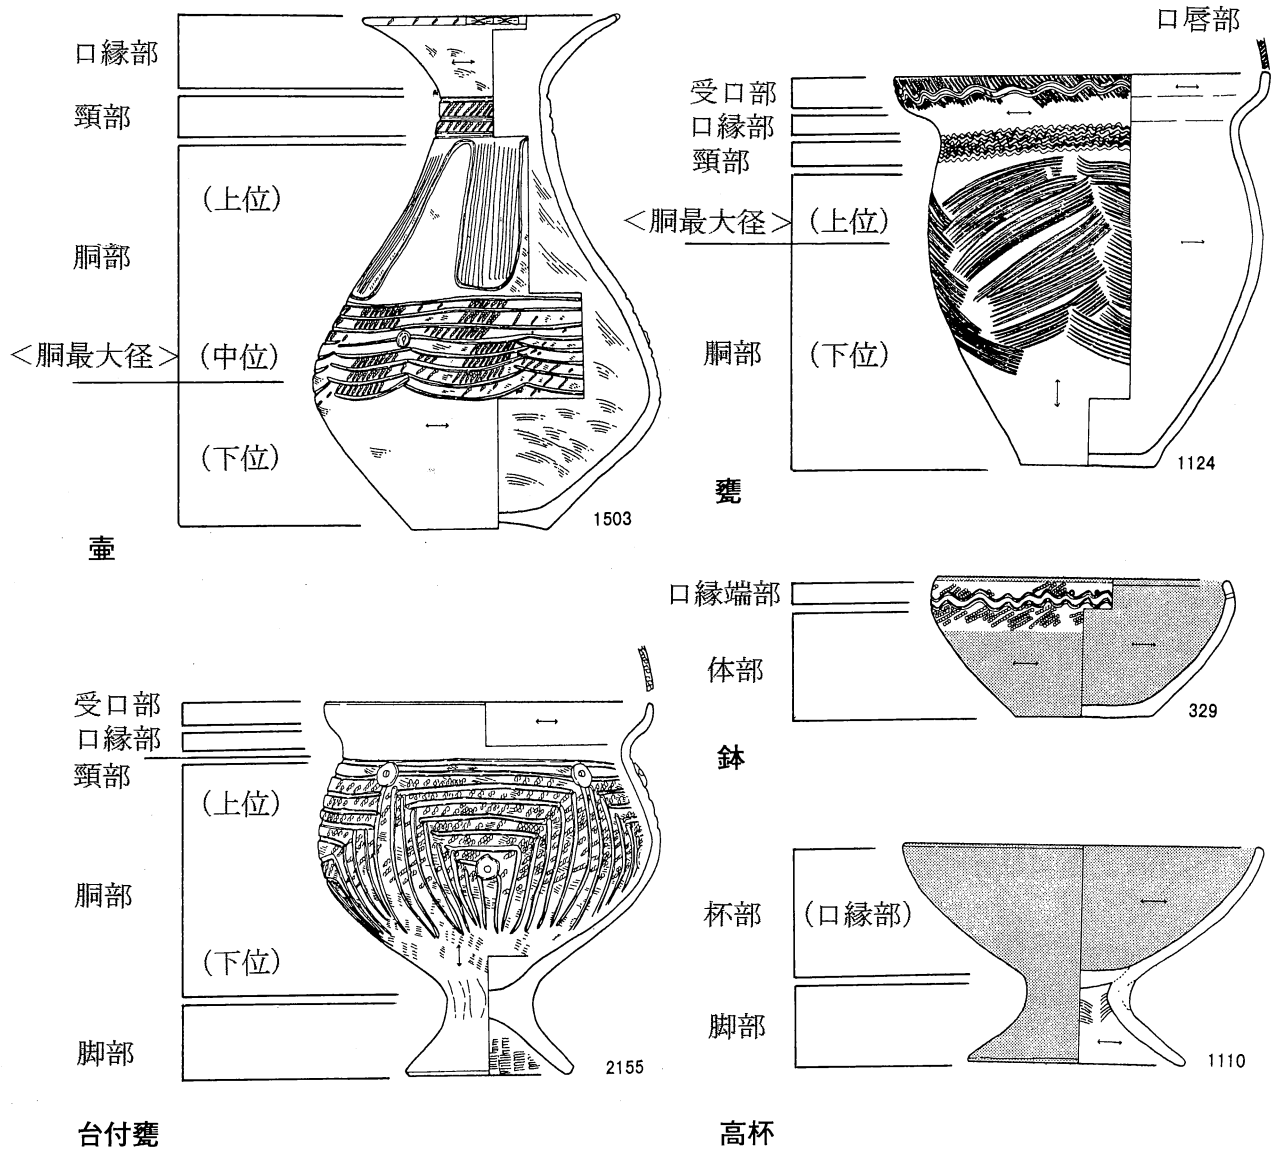 口縁部
頸部
(上位)
胴部
<胴最大径>
(中位)
(下位)
1503
壷
口唇部
受口部
口縁部
頸部
<胴最大径>
(上位)
胴部
(下位)
1124
甕
口縁端部
体部
329
鉢
受口部
口縁部
頸部
(上位)
胴部
(下位)
脚部
2155
台付甕
杯部
(口縁部)
脚部
1110
高杯